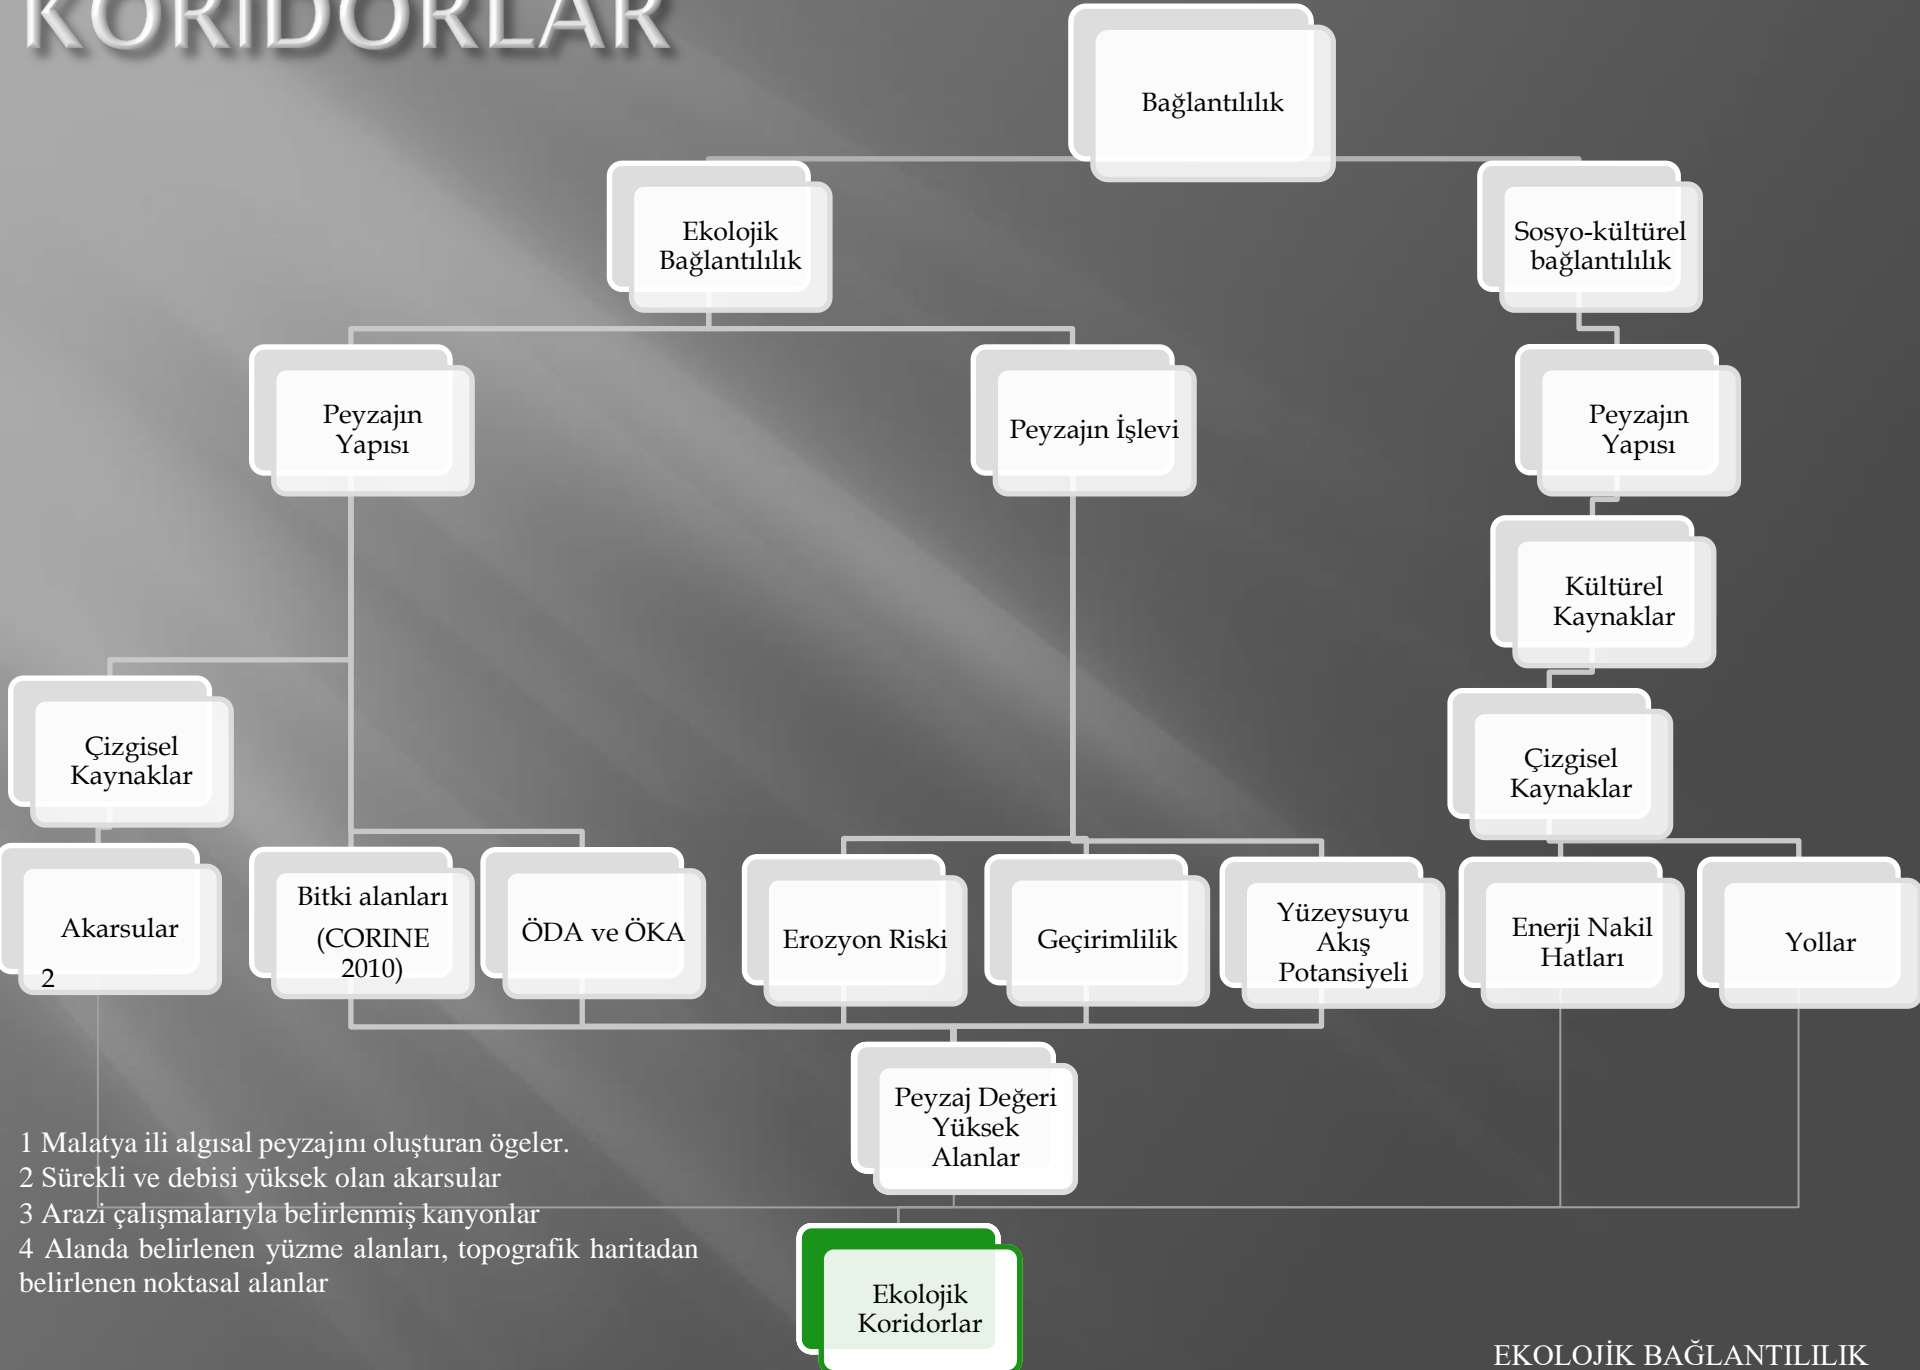 KORIDORLAR
Bağlantılılık
Ekolojik
Bağlantılılık
Sosyo-kültürel
bağlantılılık
Peyzajın
Yapısı
Peyzajın İşlevi
Peyzajın
Yapısı
Kültürel
Kaynaklar
Çizgisel
Kaynaklar
Çizgisel
Kaynaklar
Akarsular
2
Bitki alanları
(CORINE
2010)
ÖDA ve ÖKA
Erozyon Riski
Geçirimlilik
Yüzeysuyu
Akış
Potansiyeli
Enerji Nakil
Hatları
Yollar
Peyzaj Değeri
Yüksek
Alanlar
1 Malatya ili algısal peyzajını oluşturan ögeler.
2 Sürekli ve debisi yüksek olan akarsular
3 Arazi çalışmalarıyla belirlenmiş kanyonlar
4 Alanda belirlenen yüzme alanları, topografik haritadan
belirlenen noktasal alanlar
Ekolojik
Koridorlar
EKOLOJİK BAĞLANTILILIK